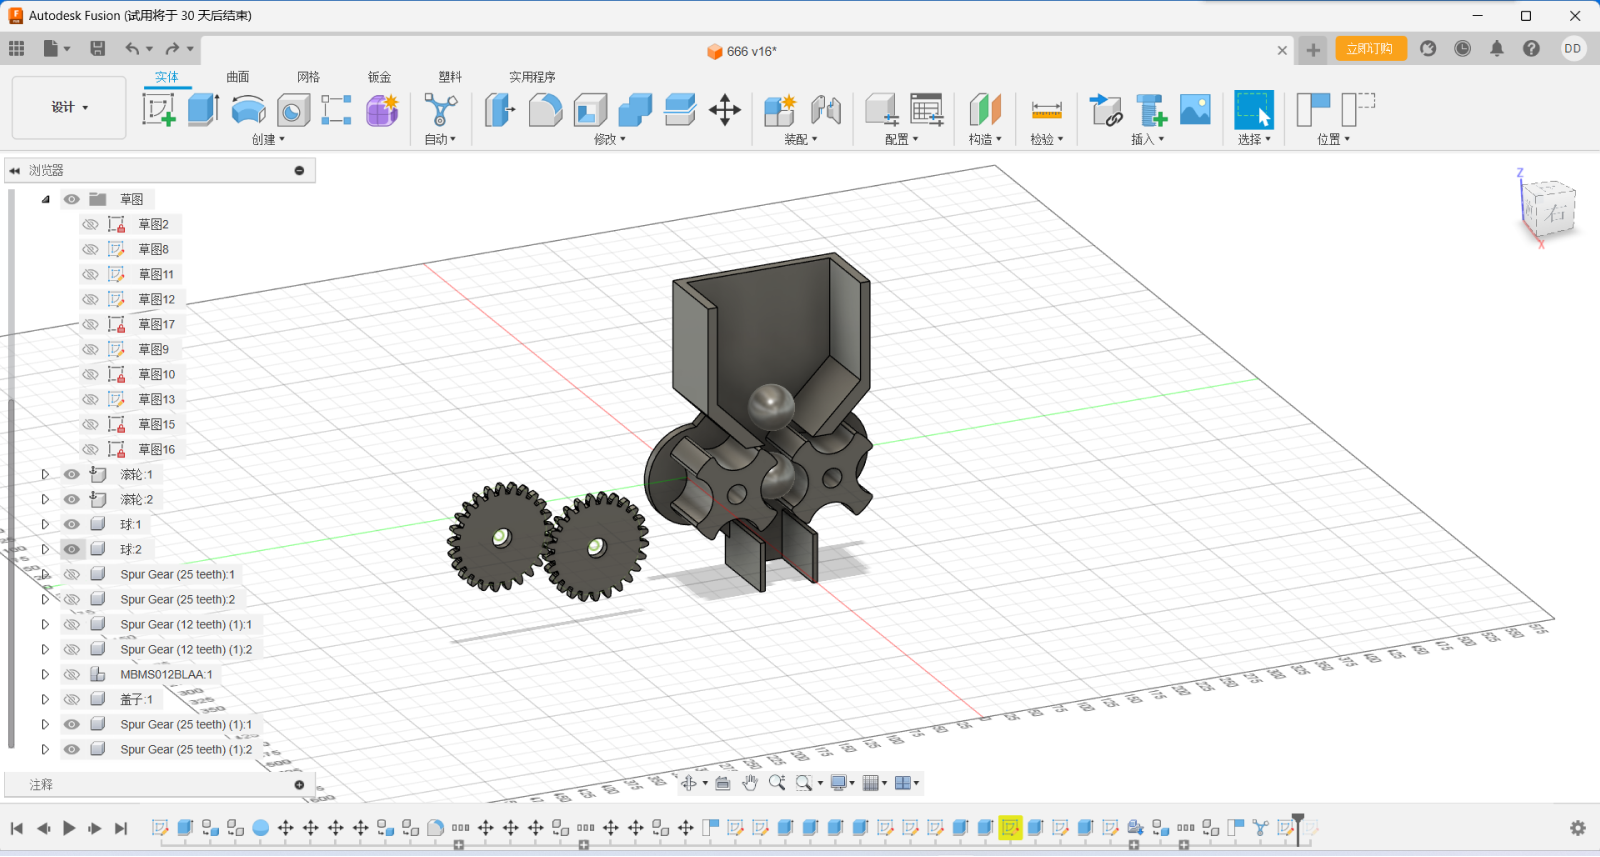 Autodesk Fusion (试用将于 30 天后结束)
666 v16*
立即订购
DD
设计
实体
曲面
网格
钣金
塑料
实用程序
创建
自动
修改
装配
配置
构造
检验
插入
选择
位置
浏览器
草图
草图2
草图8
草图11
草图12
草图17
草图9
草图10
草图13
草图15
草图16
滚轮:1
滚轮:2
球:1
球:2
Spur Gear (25 teeth):1
Spur Gear (25 teeth):2
Spur Gear (12 teeth) (1):1
Spur Gear (12 teeth) (1):2
MBMS012BLAA:1
盖子:1
Spur Gear (25 teeth) (1):1
Spur Gear (25 teeth) (1):2
注释
Z
右
X